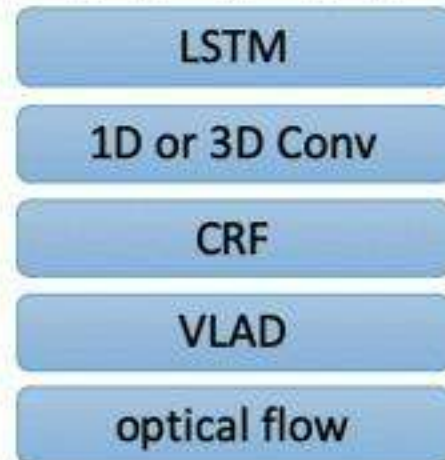 LSTM
1D or 3D Conv
CRF
VLAD
optical flow